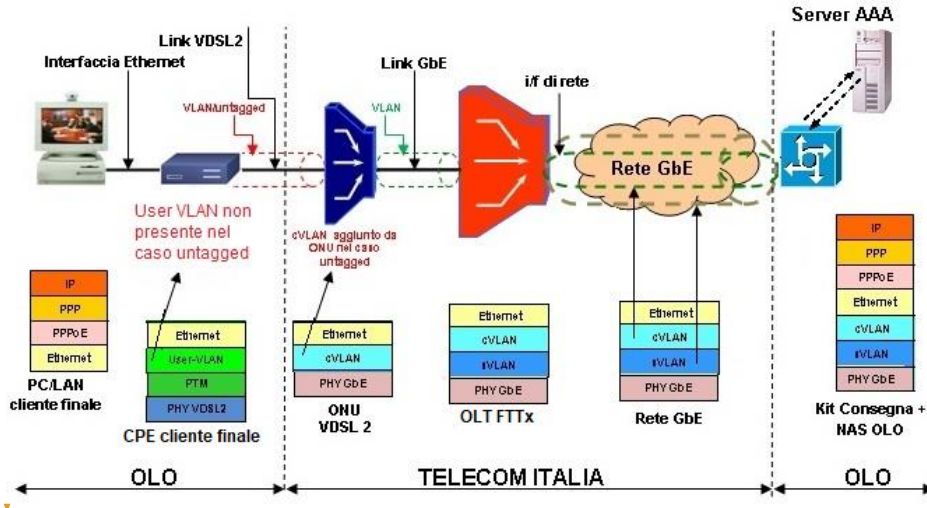 Server AAA
Link VDSL2
Interfaccia Ethernet
Link GbE
i/f di rete
VLAN/untagged
VLAN
Rete GbE
User VLAN non
presente nel
caso untagged
cVLAN aggiunto da
ONU nel caso
untagged
IP
PPP
PPPoE
Ethernet
PC/LAN
cliente finale
Ethernet
User-VLAN
PTM
PHY VDSL2
CPE cliente finale
Ethernet
cVLAN
PHY GbE
ONU
VDSL 2
Ethernet
cVLAN
sVLAN
PHY GbE
OLT FTTx
Ethernet
cVLAN
sVLAN
PHY GbE
Rete GbE
IP
PPP
PPPoE
Ethernet
cVLAN
sVLAN
PHY GbE
Kit Consegna +
NAS OLO
OLO
TELECOM ITALIA
OLO